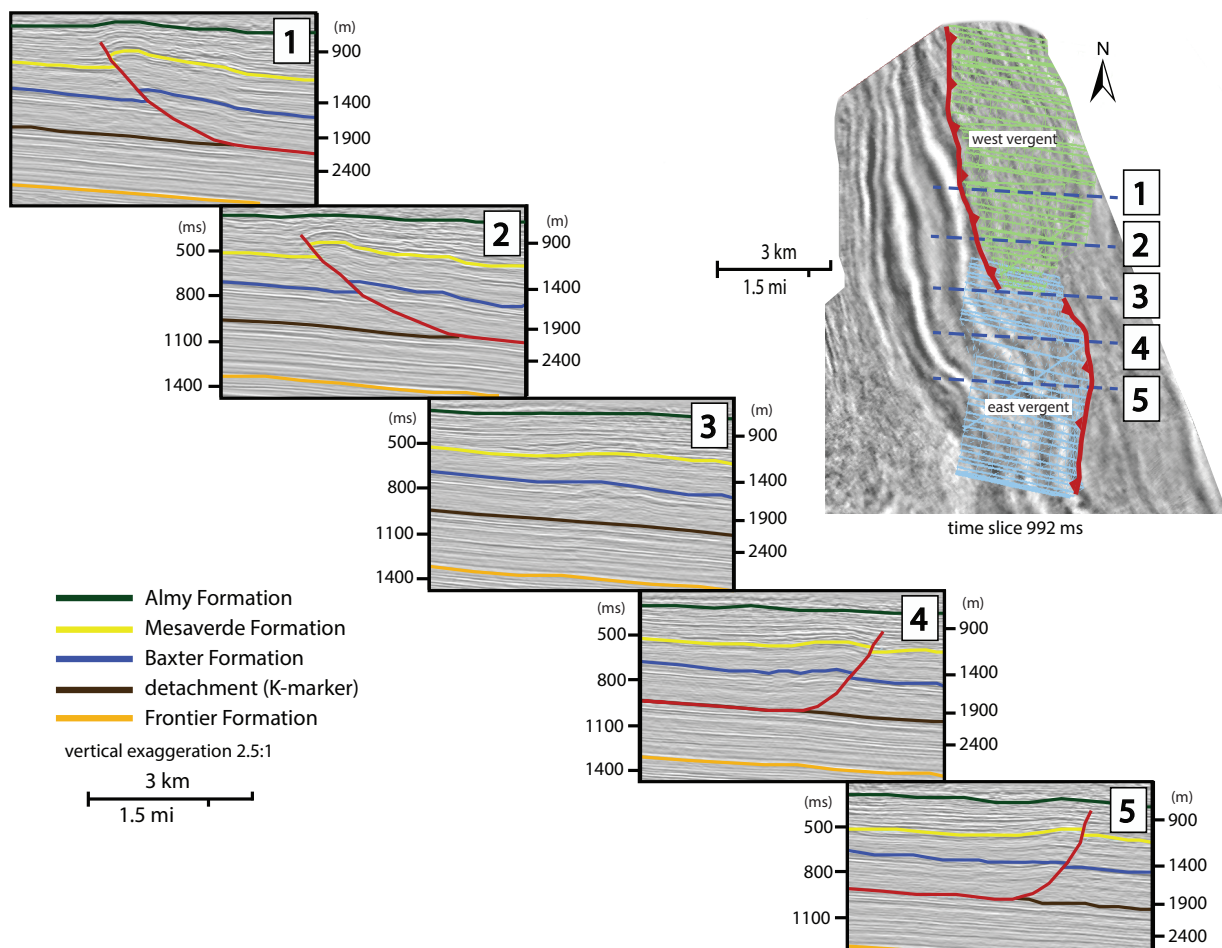 1
(m)
900
1400
1900
2400
2
(ms)
500
800
1100
1400
(m)
900
1400
1900
2400
3
(ms)
500
800
1100
1400
(m)
900
1400
1900
2400
4
(ms)
500
800
1100
1400
(m)
900
1400
1900
2400
5
(ms)
500
800
1100
(m)
900
1400
1900
2400
N
west vergent
east vergent
1
2
3
4
5
3 km
1.5 mi
time slice 992 ms
Almy Formation
Mesaverde Formation
Baxter Formation
detachment (K-marker)
Frontier Formation
vertical exaggeration 2.5:1
3 km
1.5 mi